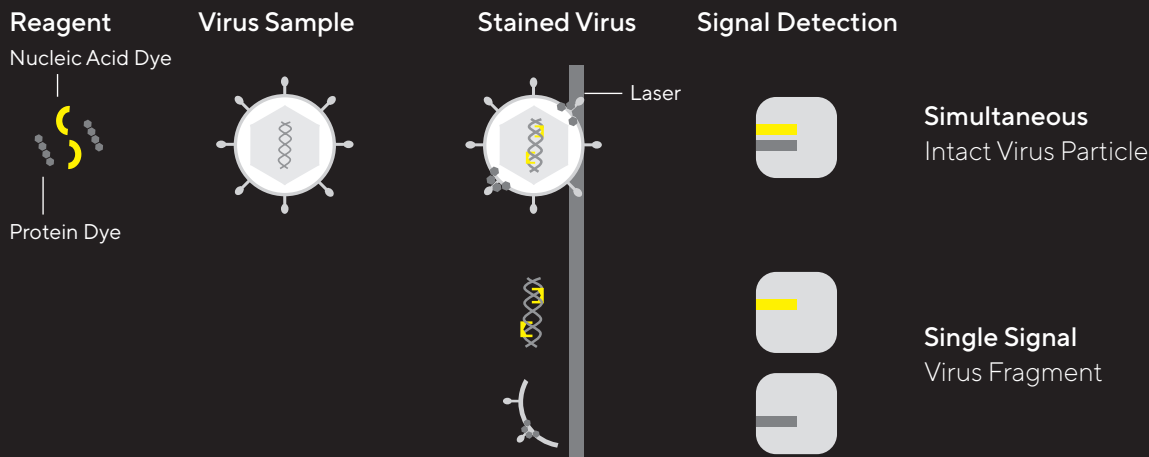 Reagent
Virus Sample
Stained Virus
Signal Detection
Nucleic Acid Dye
Laser
Simultaneous
Intact Virus Particle
Protein Dye
Single Signal
Virus Fragment